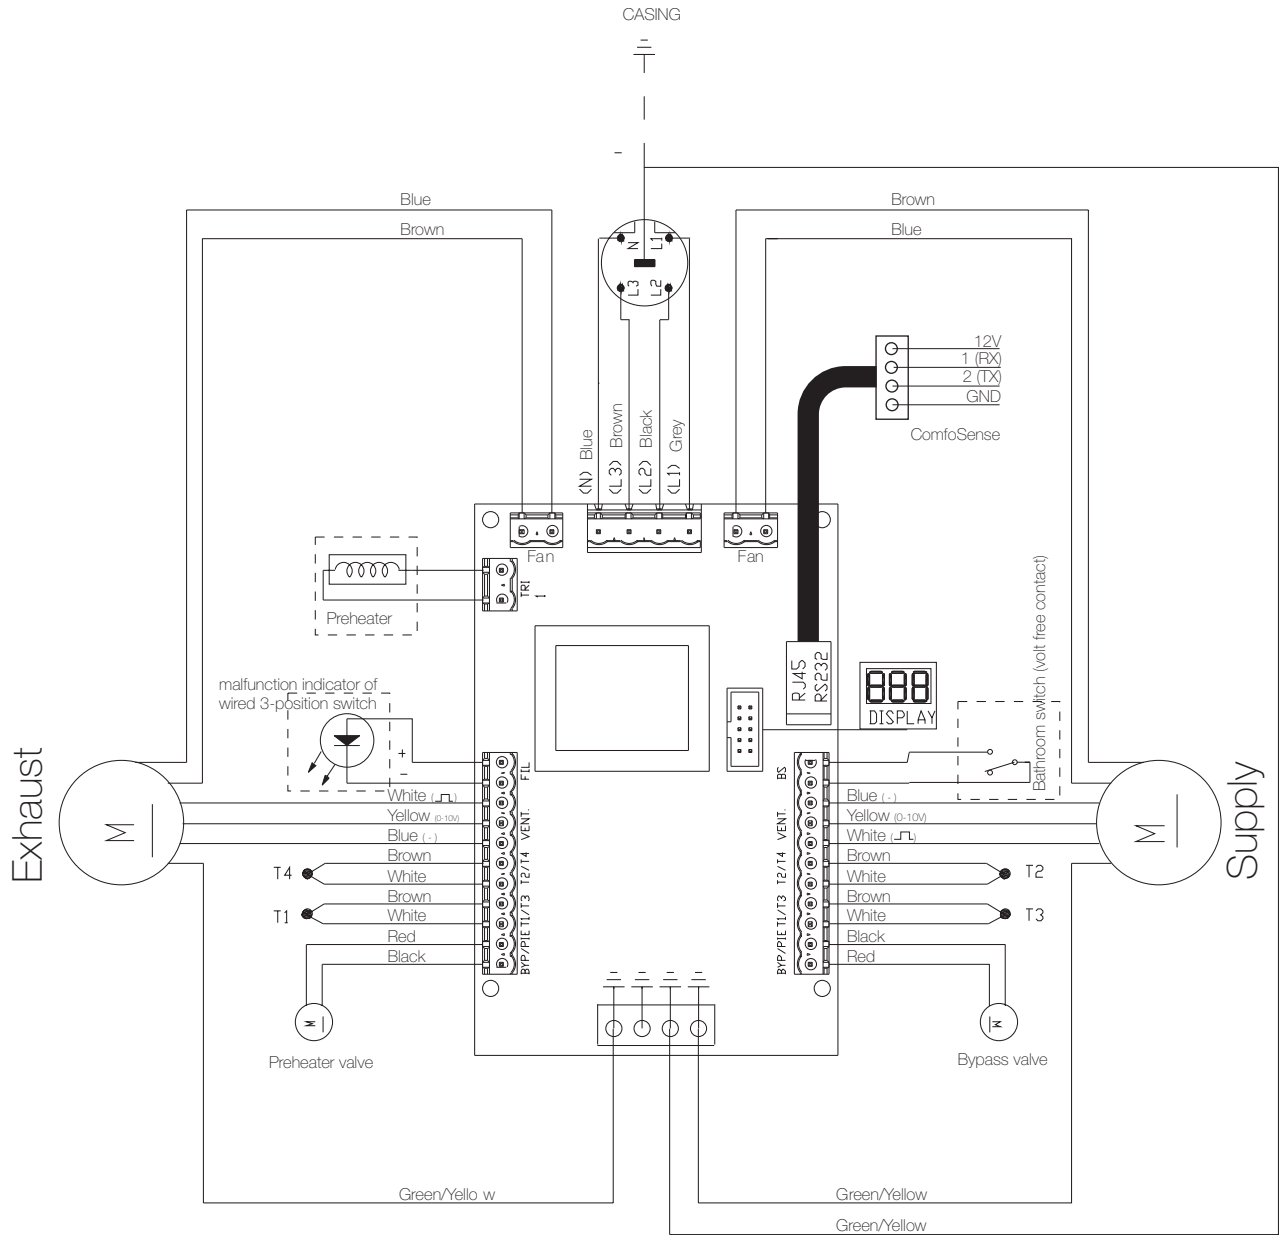 CASING
Blue
Brown
Brown
Blue
N
L1
L3
L2
12V
1 (RX)
2 (TX)
GND
ComfoSense
(N) Blue
(L3) Brown
(L2) Black
(L1) Grey
Fan
Fan
TRI 1
Preheater
RJ45
RS232
888
DISPLAY
Bathroom switch (volt free contact)
malfunction indicator of
wired 3-position switch
+
-
FIL
BS
Exhaust
M
White
Yellow (0-10V)
Blue ( - )
VENT.
Brown
White
T4
T2/T4
Brown
White
T1
T1/T3
Red
Black
BYP/PIE
M
Preheater valve
Blue ( - )
Yellow (0-10V)
White
VENT.
M
Supply
Brown
White
T2
T2/T4
Brown
White
T3
T1/T3
Black
Red
BYP/PIE
M
Bypass valve
Green/Yello w
Green/Yellow
Green/Yellow